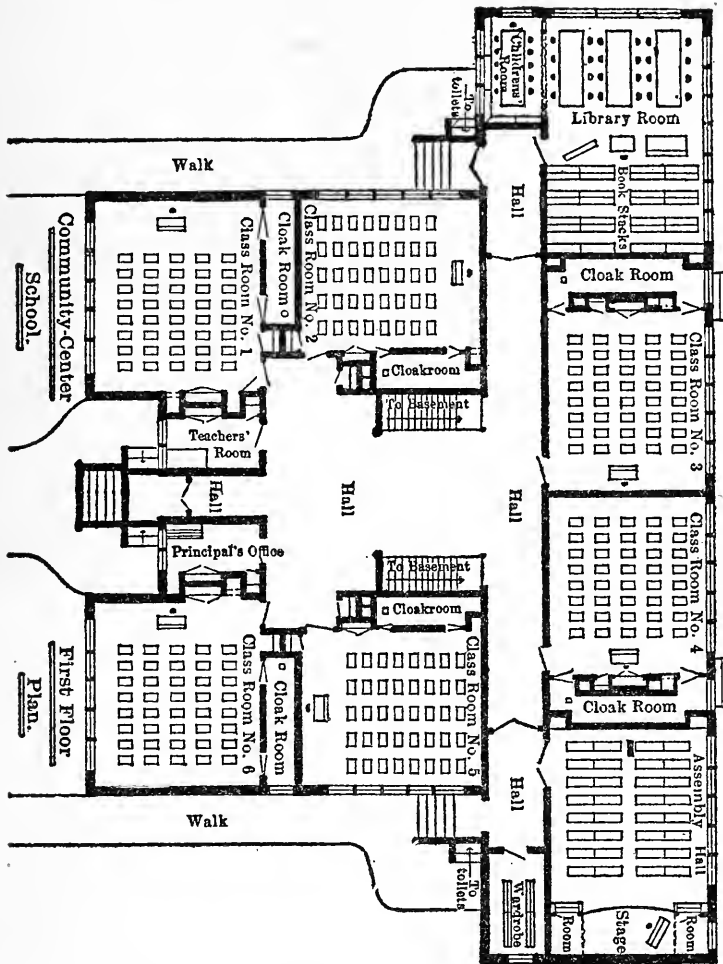 Children's
Room
Library Room
To
toilets
Book Stacks
Hall
Walk
Cloak Room
Class Room No. 2
Class Room No. 1
Cloak Room
Class Room No. 3
Cloakroom
To Basement
Teachers'
Room
Hall
Hall
Hall
Principal's Office
To Basement
Cloakroom
Class Room No. 4
Class Room No. 5
Cloak Room
Class Room No. 6
Cloak Room
Hall
Assembly Hall
Walk
To
toilets
Wardrobe
Room
Stage
Room
Community-Center
School.
First Floor
Plan.